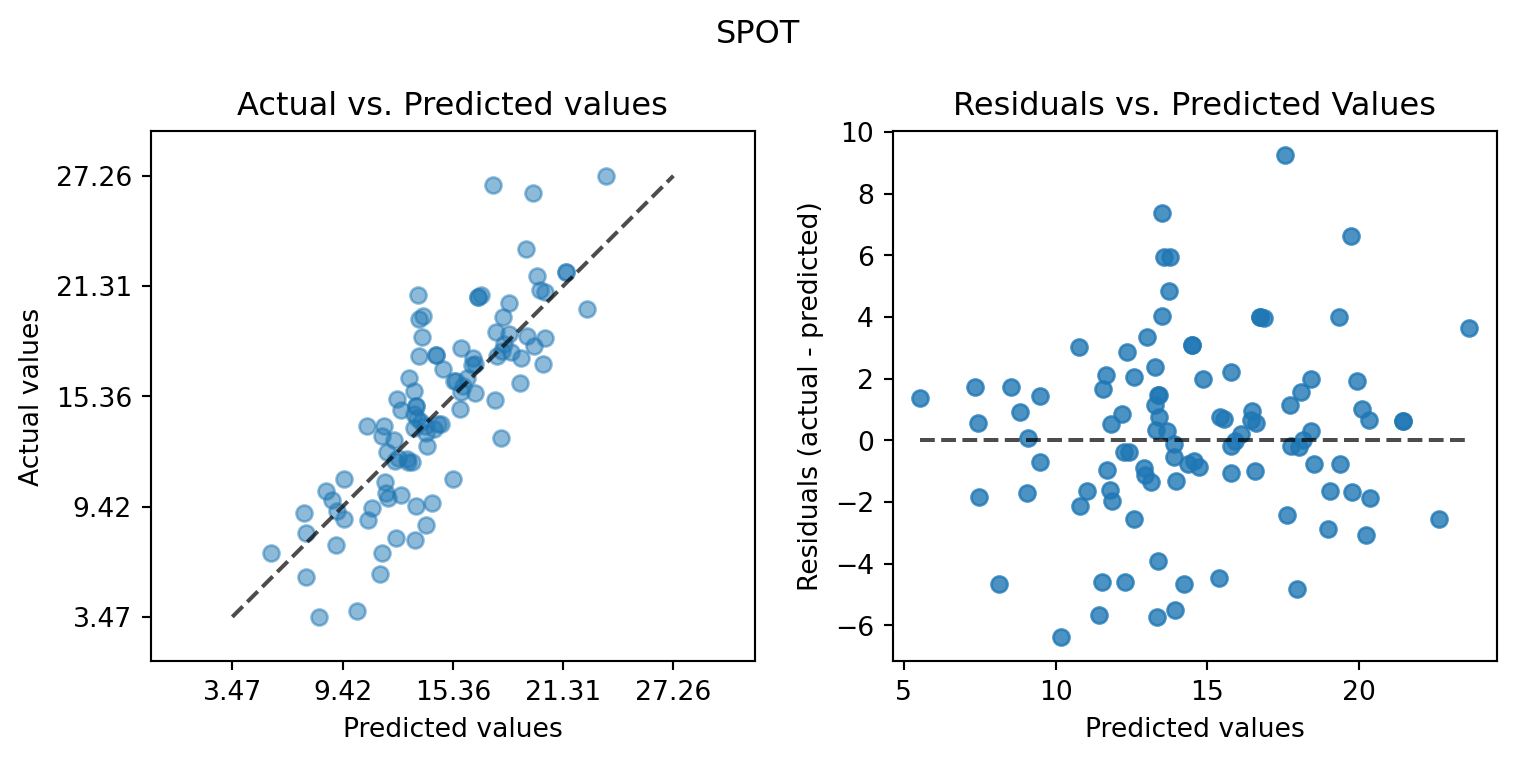 SPOT
Actual vs. Predicted values
27.26
21.31
15.36
9.42
3.47
Actual values
3.47 9.42 15.36 21.31 27.26
Predicted values
Residuals vs. Predicted Values
10
8
6
4
2
0
−2
−4
−6
Residuals (actual - predicted)
5 10 15 20
Predicted values